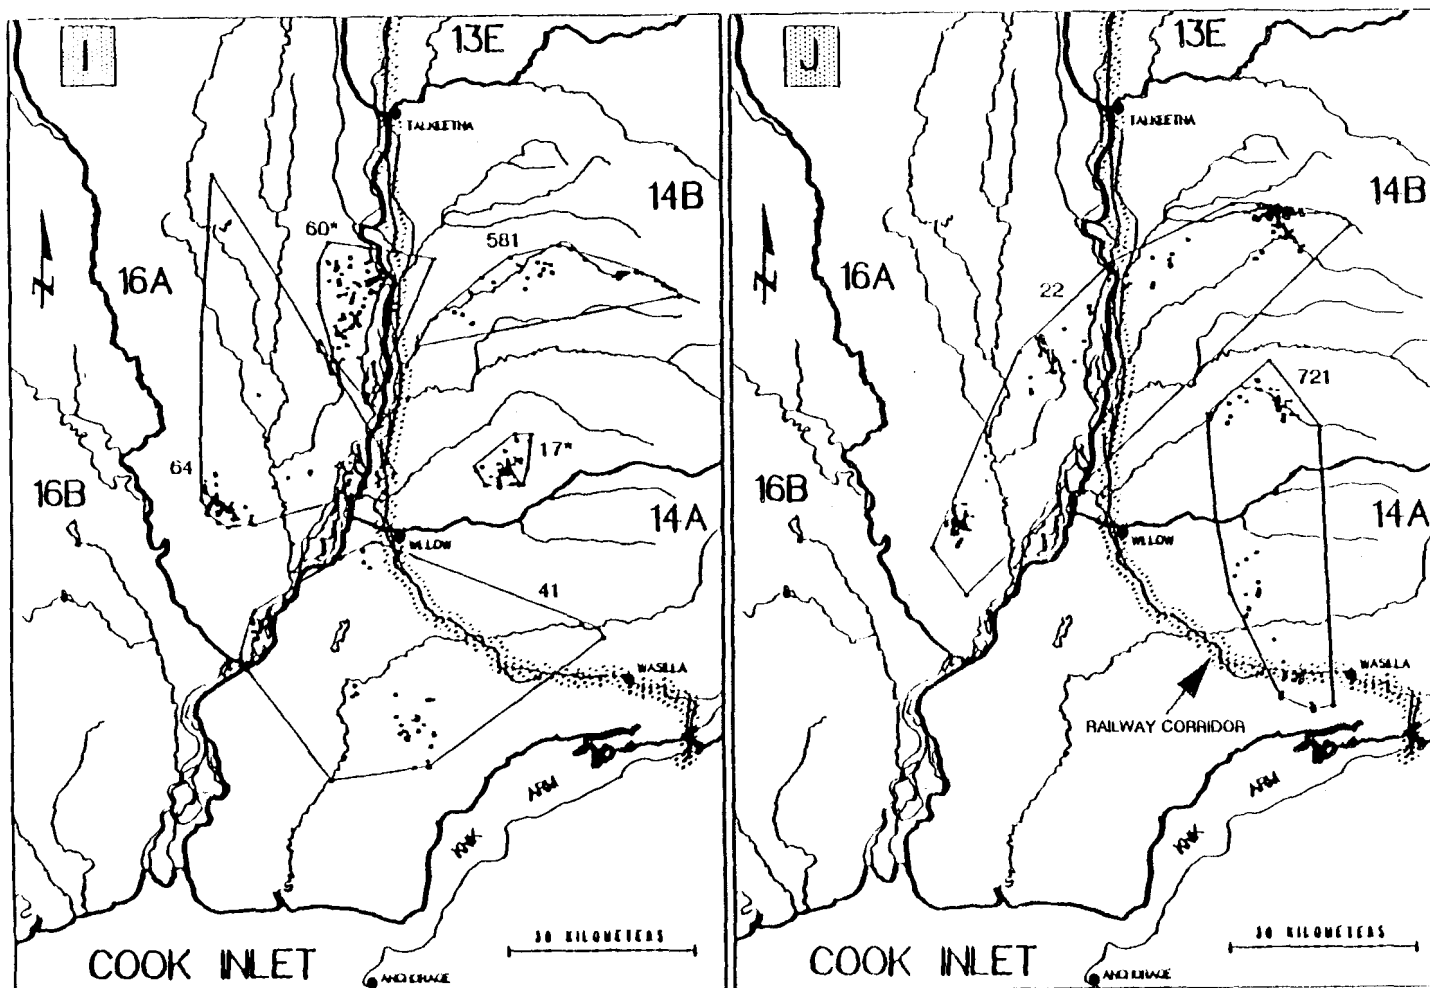 I
13E
TALKEETNA
14B
60*
581
16A
N
64
17*
16B
14A
WILLOW
41
WASILLA
KNIK
ARM
30 KILOMETERS
COOK INLET
ANCHORAGE
J
13E
TALKEETNA
14B
16A
N
22
721
16B
14A
WILLOW
WASILLA
RAILWAY CORRIDOR
KNIK
ARM
30 KILOMETERS
COOK INLET
ANCHORAGE